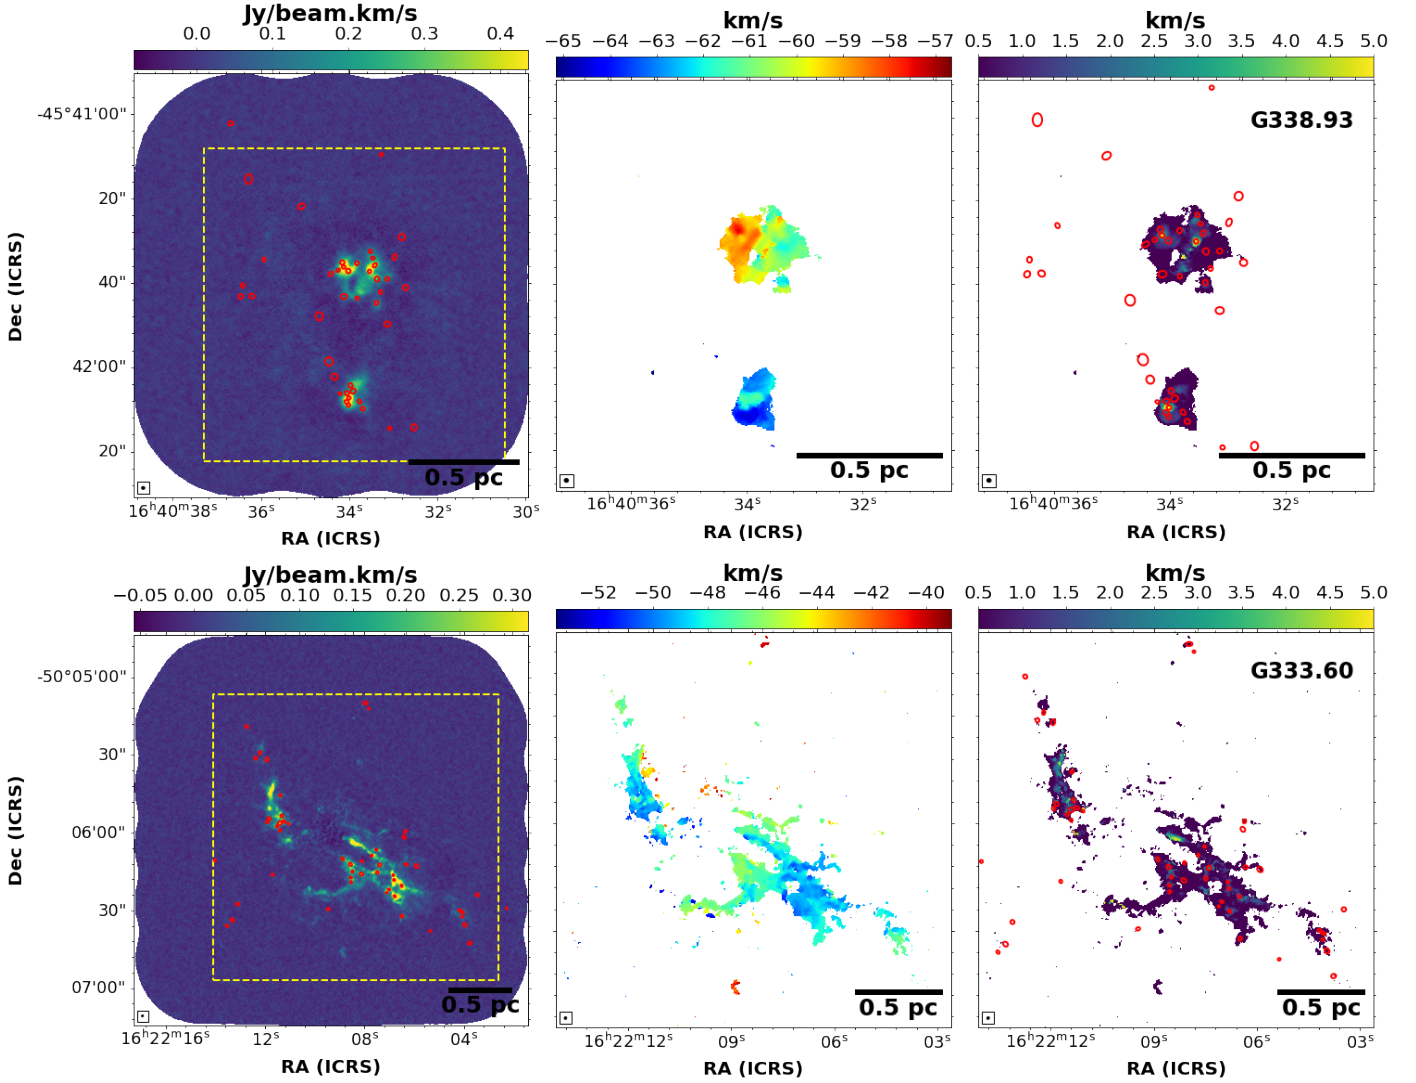 Jy/beam.km/s
0.0 0.1 0.2 0.3 0.4
km/s
−65 −64 −63 −62 −61 −60 −59 −58 −57
km/s
0.5 1.0 1.5 2.0 2.5 3.0 3.5 4.0 4.5 5.0
-45°41'00"
20"
40"
42'00"
20"
Dec (ICRS)
0.5 pc
16h40m38s 36s 34s 32s 30s
RA (ICRS)
0.5 pc
16h40m36s 34s 32s
RA (ICRS)
G338.93
0.5 pc
16h40m36s 34s 32s
RA (ICRS)
Jy/beam.km/s
−0.05 0.00 0.05 0.10 0.15 0.20 0.25 0.30
km/s
−52 −50 −48 −46 −44 −42 −40
km/s
0.5 1.0 1.5 2.0 2.5 3.0 3.5 4.0 4.5 5.0
-50°05'00"
30"
06'00"
30"
07'00"
Dec (ICRS)
0.5 pc
16h22m16s 12s 08s 04s
RA (ICRS)
0.5 pc
16h22m12s 09s 06s 03s
RA (ICRS)
G333.60
0.5 pc
16h22m12s 09s 06s 03s
RA (ICRS)